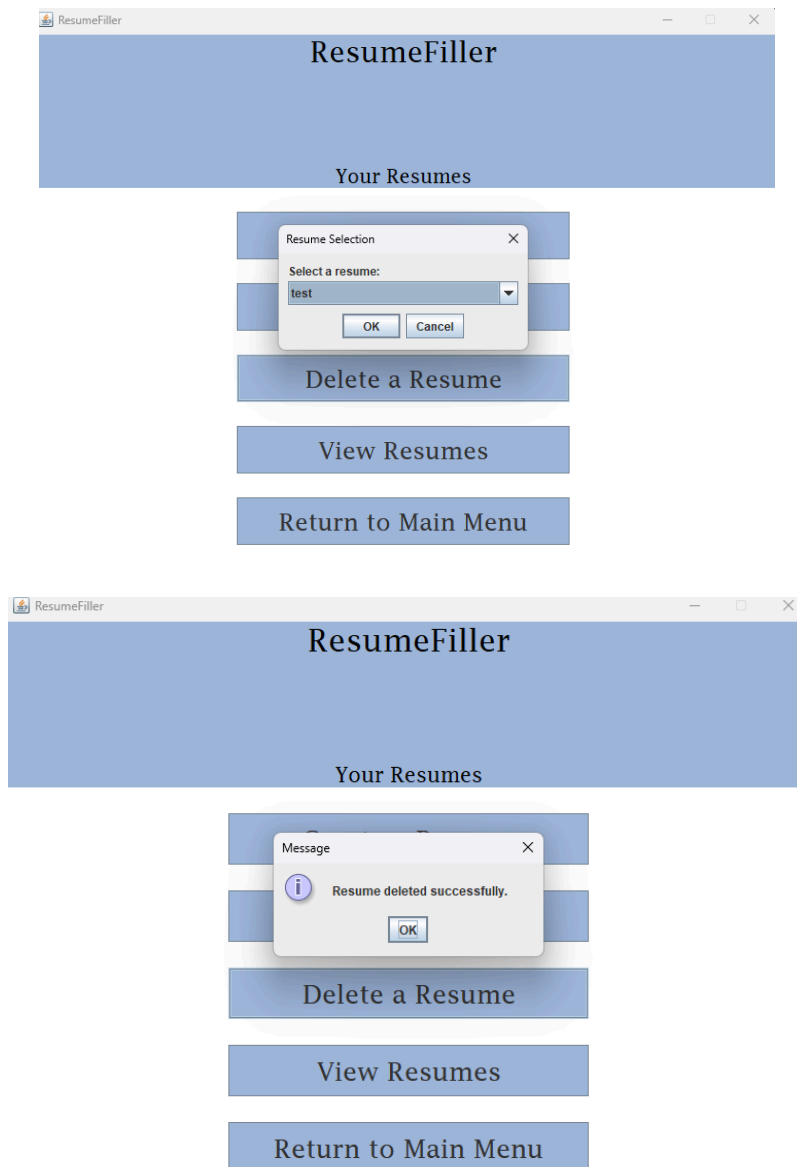 ResumeFiller
ResumeFiller
Your Resumes
Resume Selection
Select a resume:
test
OK Cancel
Delete a Resume
View Resumes
Return to Main Menu
ResumeFiller
ResumeFiller
Your Resumes
Message
Resume deleted successfully.
OK
Delete a Resume
View Resumes
Return to Main Menu